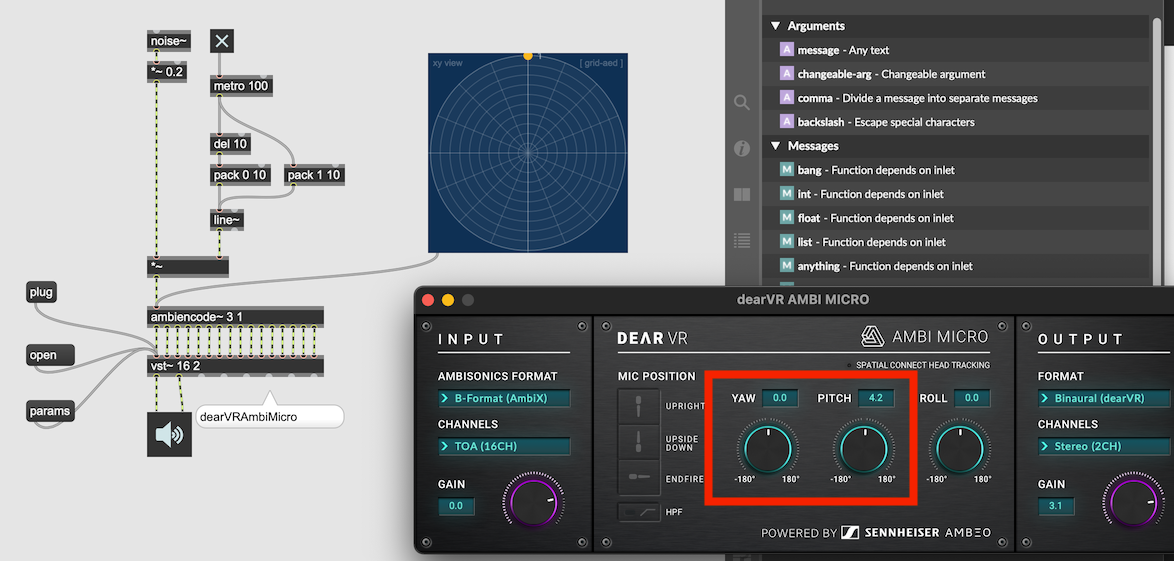 noise~
*~ 0.2
metro 100
del 10
pack 0 10
pack 1 10
line~
*~
plug
open
params
ambiencode~ 3 1
vst~ 16 2
dearVRAmbiMicro
xy view
[ grid-aed ]
1
Arguments
A message - Any text
A changeable-arg - Changeable argument
A comma - Divide a message into separate messages
A backslash - Escape special characters
Messages
M bang - Function depends on inlet
M int - Function depends on inlet
M float - Function depends on inlet
M list - Function depends on inlet
M anything - Function depends on inlet
dearVR AMBI MICRO
INPUT
AMBISONICS FORMAT
B-Format (AmbiX)
CHANNELS
TOA (16CH)
GAIN
0.0
DEAR VR
AMBI MICRO
SPATIAL CONNECT HEAD TRACKING
MIC POSITION
UPRIGHT
UPSIDE
DOWN
ENDFIRE
HPF
YAW 0.0
-180° 180°
PITCH 4.2
-180° 180°
ROLL 0.0
-180° 180°
POWERED BY SENNHEISER AMBEO
OUTPUT
FORMAT
Binaural (dearVR)
CHANNELS
Stereo (2CH)
GAIN
3.1